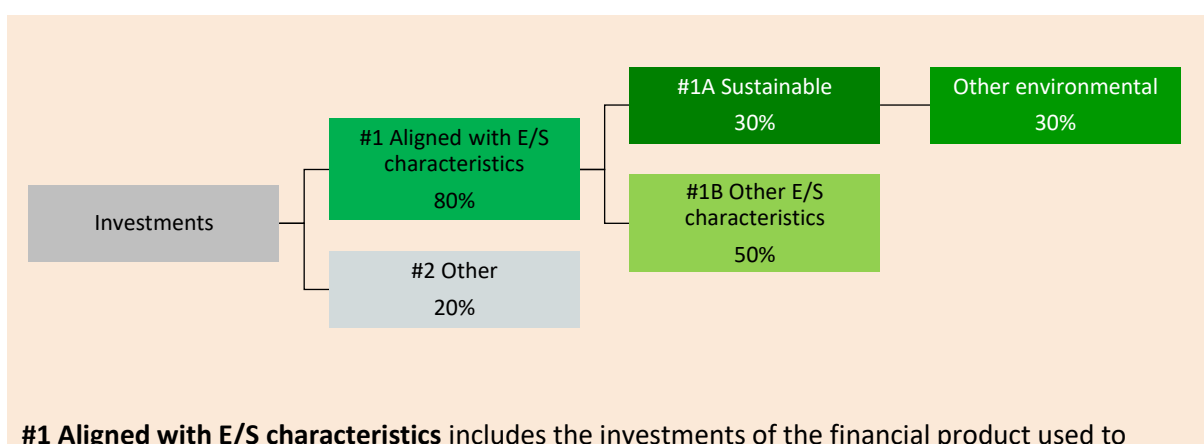 #1A Sustainable
30%
Other environmental
30%
#1 Aligned with E/S
characteristics
80%
#1B Other E/S
characteristics
50%
Investments
#2 Other
20%
#1 Aligned with E/S characteristics includes the investments of the financial product used to